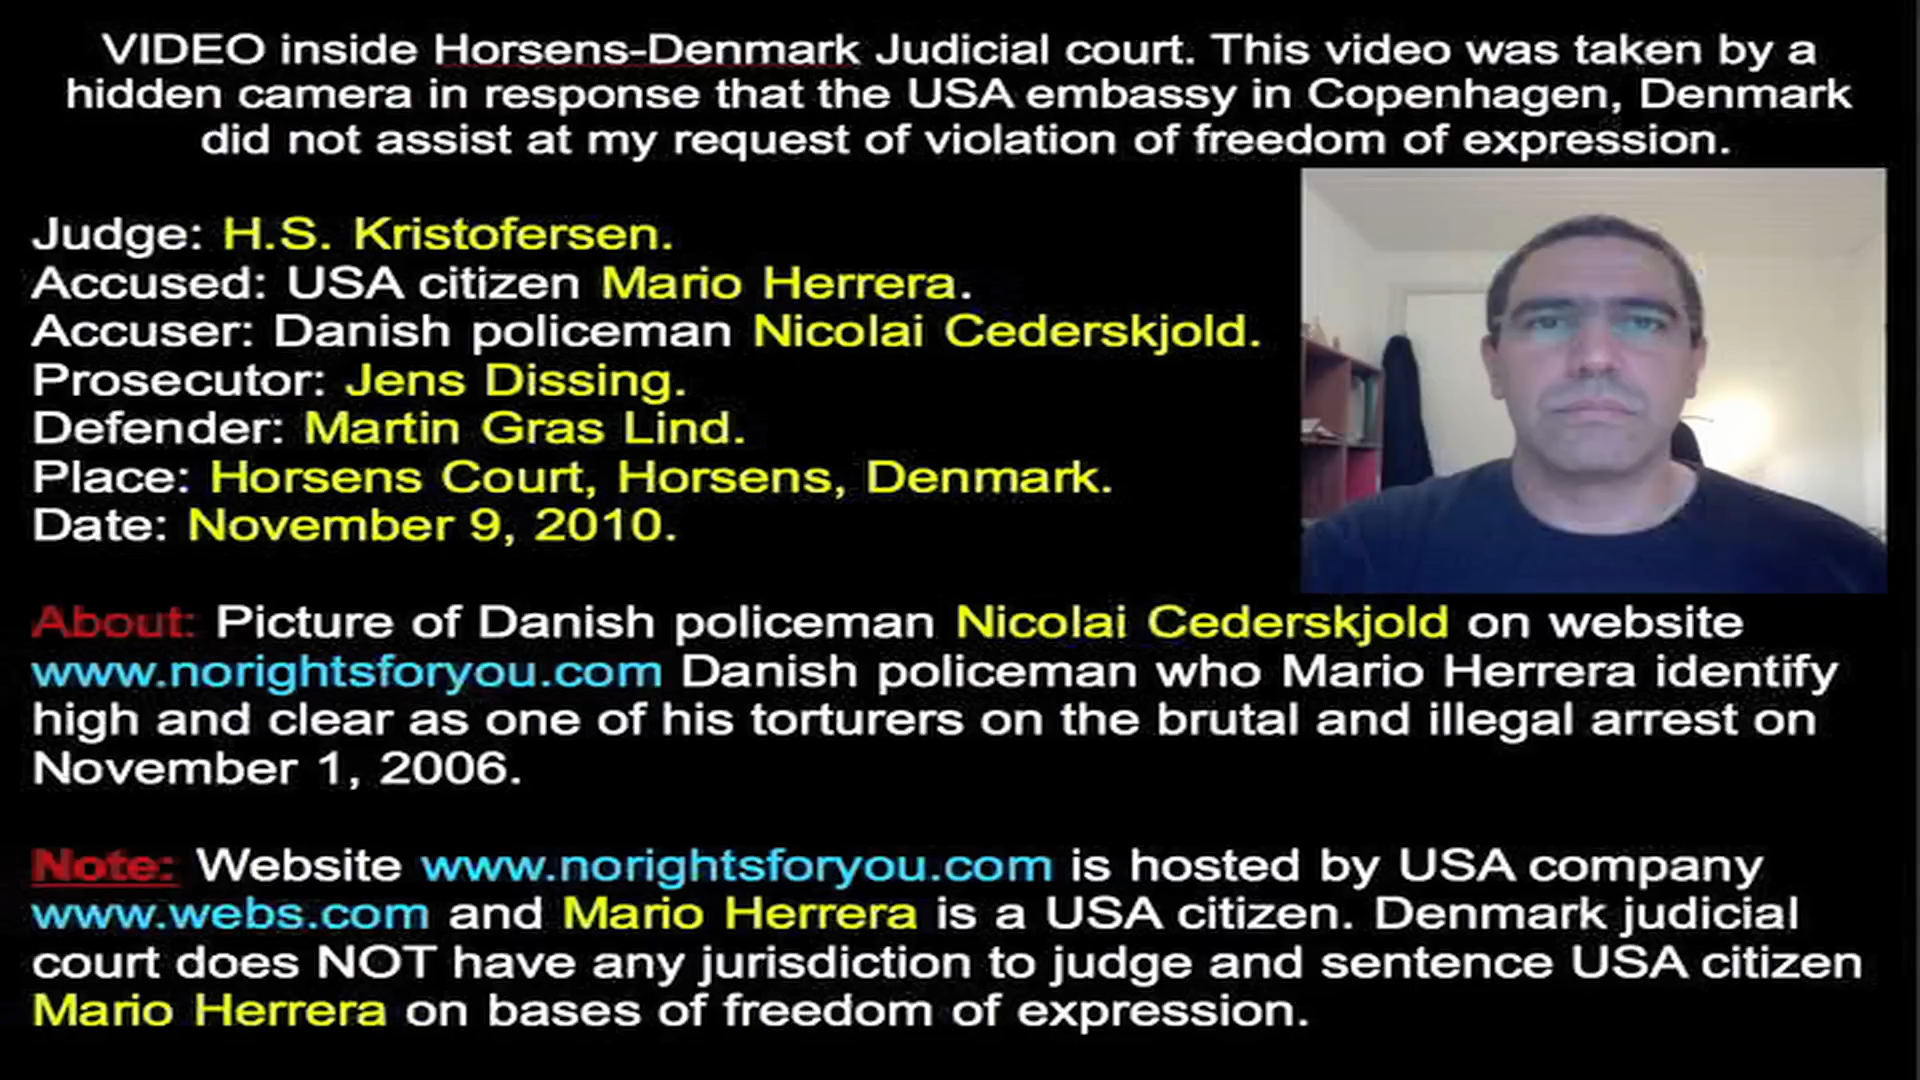 VIDEO inside Horsens-Denmark Judicial court. This video was taken by a
hidden camera in response that the USA embassy in Copenhagen, Denmark
did not assist at my request of violation of freedom of expression.
Judge: H.S. Kristofersen.
Accused: USA citizen Mario Herrera.
Accuser: Danish policeman Nicolai Cederskjold.
Prosecutor: Jens Dissing.
Defender: Martin Gras Lind.
Place: Horsens Court, Horsens, Denmark.
Date: November 9, 2010.
About: Picture of Danish policeman Nicolai Cederskjold on website
www.norightsforyou.com Danish policeman who Mario Herrera identify
high and clear as one of his torturers on the brutal and illegal arrest on
November 1, 2006.
Note: Website www.norightsforyou.com is hosted by USA company
www.webs.com and Mario Herrera is a USA citizen. Denmark judicial
court does NOT have any jurisdiction to judge and sentence USA citizen
Mario Herrera on bases of freedom of expression.